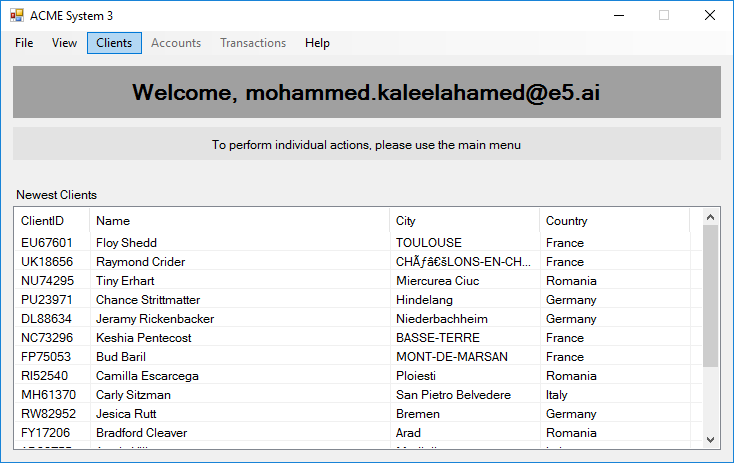 ACME System 3
File View Clients Accounts Transactions Help
Welcome, mohammed.kaleelahamed@e5.ai
To perform individual actions, please use the main menu
Newest Clients
ClientID Name City Country
EU67601 Floy Shedd TOULOUSE France
UK18656 Raymond Crider CHÃƒâ€šLONS-EN-CH... France
NU74295 Tiny Erhart Miercurea Ciuc Romania
PU23971 Chance Strittmatter Hindelang Germany
DL88634 Jeramy Rickenbacker Niederbachheim Germany
NC73296 Keshia Pentecost BASSE-TERRE France
FP75053 Bud Baril MONT-DE-MARSAN France
RI52540 Camilla Escarcega Ploiesti Romania
MH61370 Carly Sitzman San Pietro Belvedere Italy
RW82952 Jesica Rutt Bremen Germany
FY17206 Bradford Cleaver Arad Romania